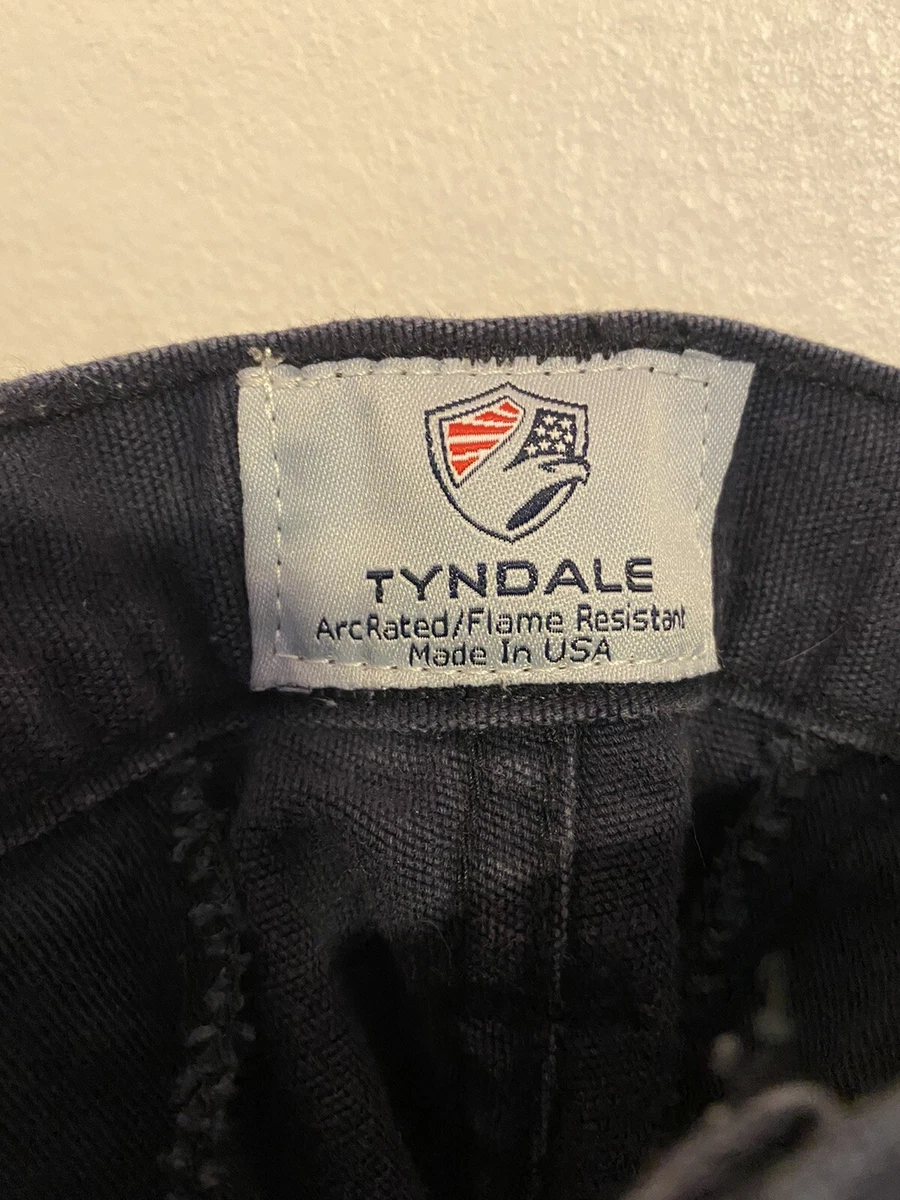 TYNDALE
ArcRated/Flame Resistant
Made In USA